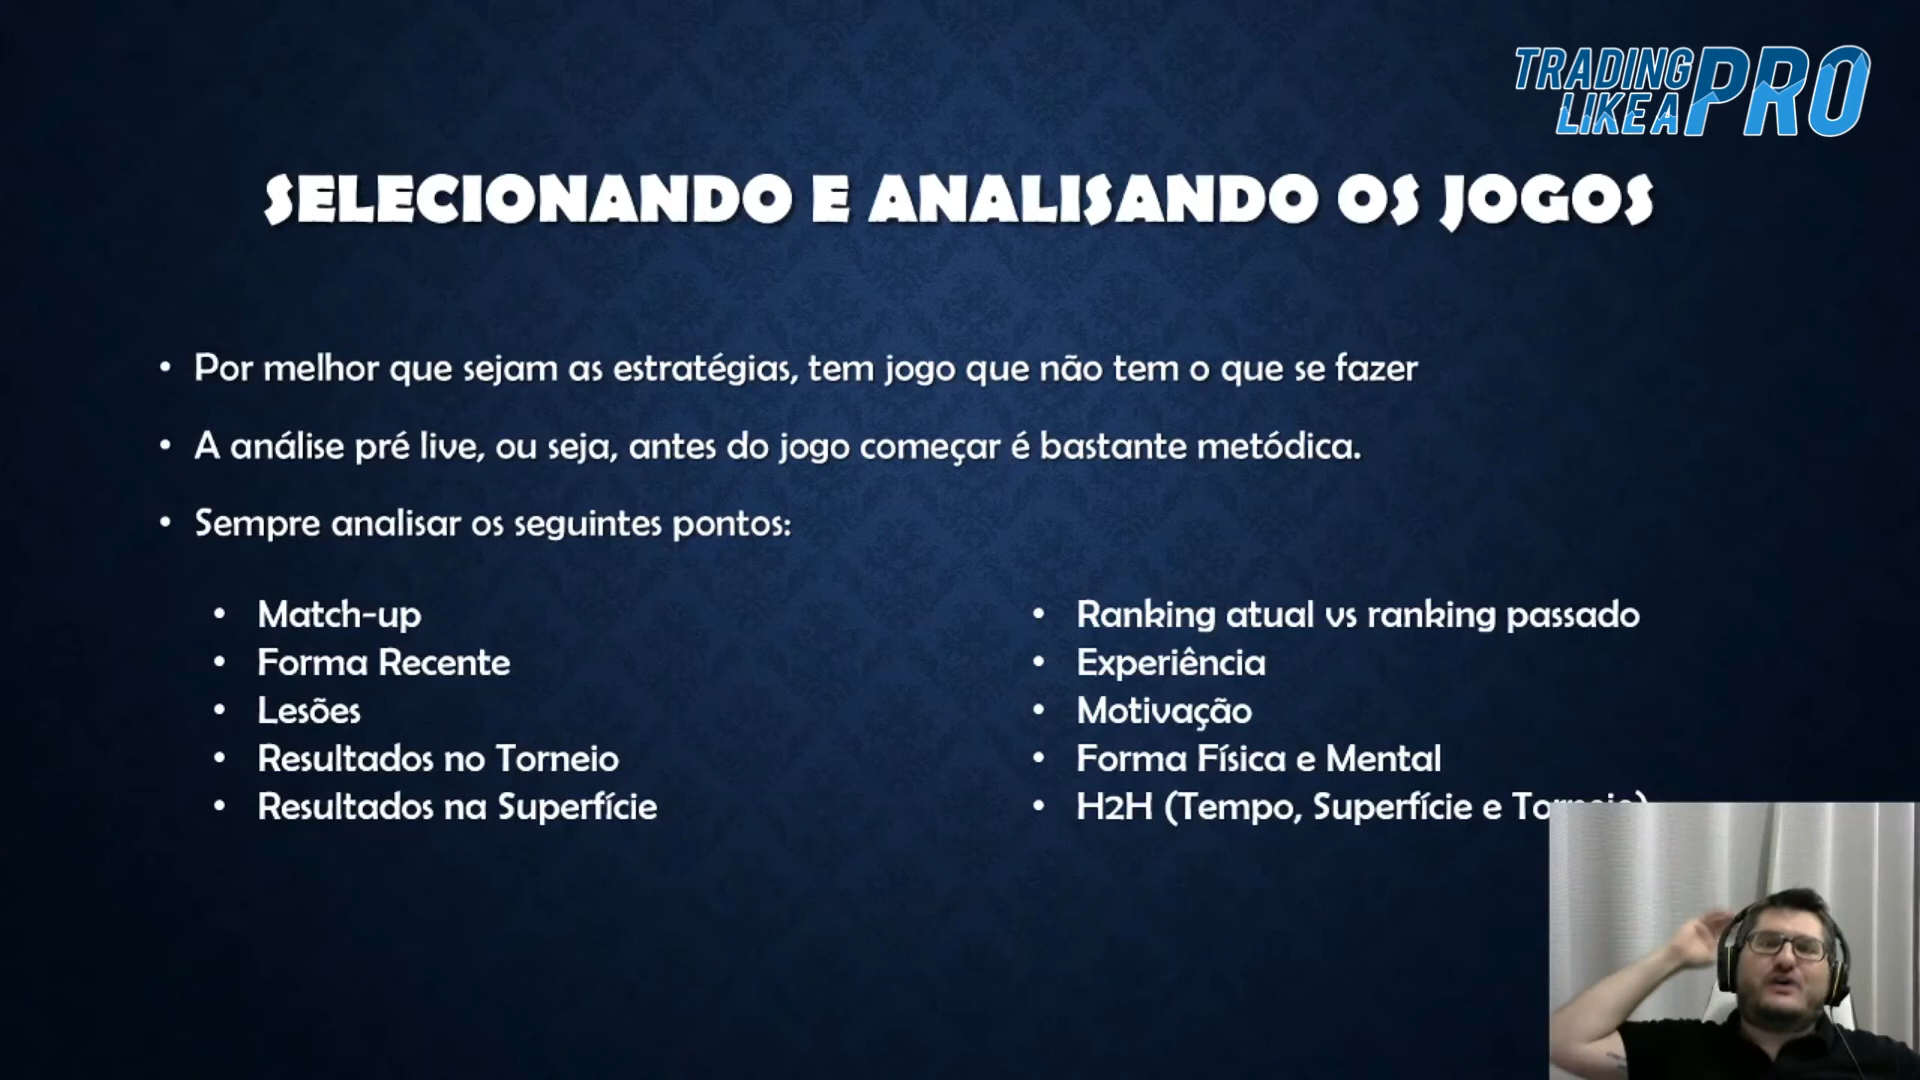 TRADING
LIKE A PRO
SELECIONANDO E ANALISANDO OS JOGOS
• Por melhor que sejam as estratégias, tem jogo que não tem o que se fazer
• A análise pré live, ou seja, antes do jogo começar é bastante metódica.
• Sempre analisar os seguintes pontos:
• Match-up
• Forma Recente
• Lesões
• Resultados no Torneio
• Resultados na Superfície
• Ranking atual vs ranking passado
• Experiência
• Motivação
• Forma Física e Mental
• H2H (Tempo, Superfície e Torneio)